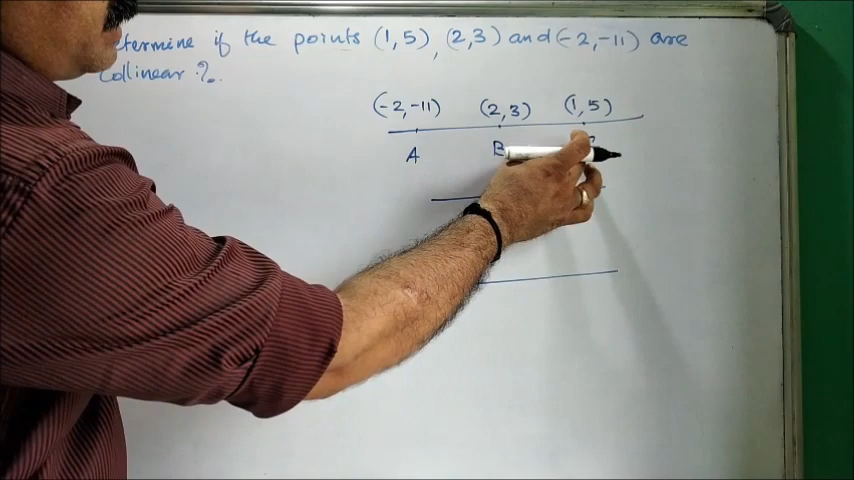 etermine if the points (1,5), (2,3) and (-2,-11) are
collinear ?.
(-2,-11) (2,3) (1,5)
A B